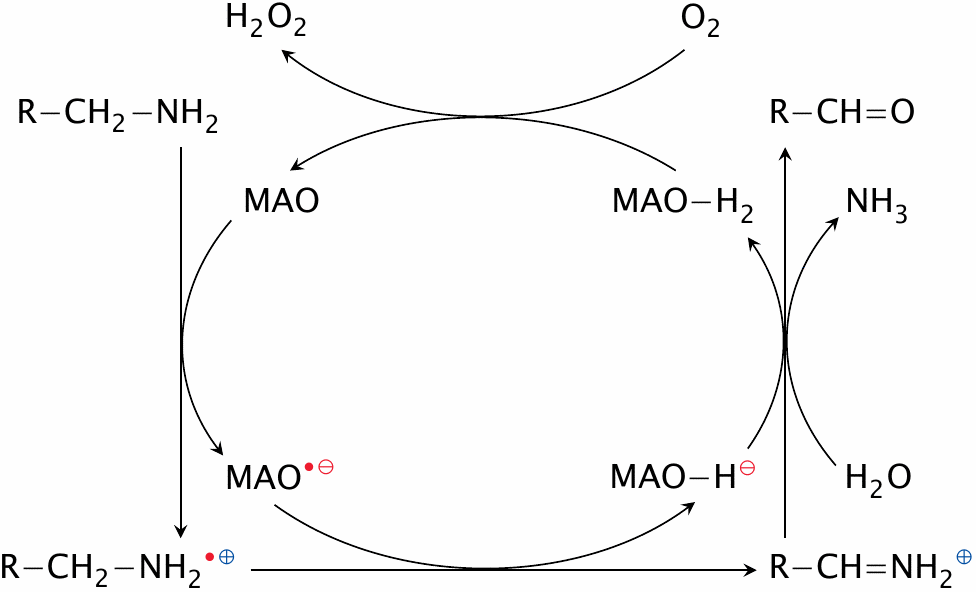 H₂O₂ O₂
R−CH₂−NH₂ R−CH=O
MAO MAO−H₂ NH₃
MAO•⊖ MAO−H⊖ H₂O
R−CH₂−NH₂•⊕ R−CH=NH₂⊕